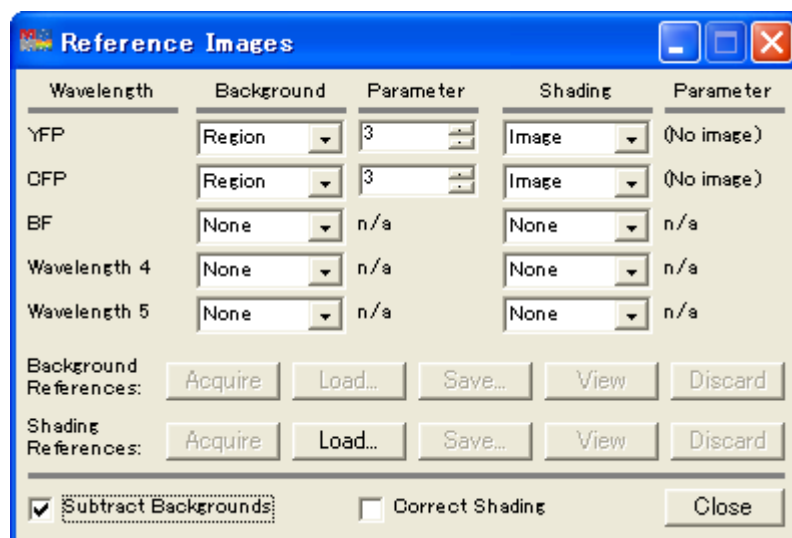 Reference Images
Wavelength Background Parameter Shading Parameter
YFP Region 3 Image (No image)
CFP Region 3 Image (No image)
BF None n/a None n/a
Wavelength 4 None n/a None n/a
Wavelength 5 None n/a None n/a
Background
References: Acquire Load... Save... View Discard
Shading
References: Acquire Load... Save... View Discard
Subtract Backgrounds Correct Shading Close